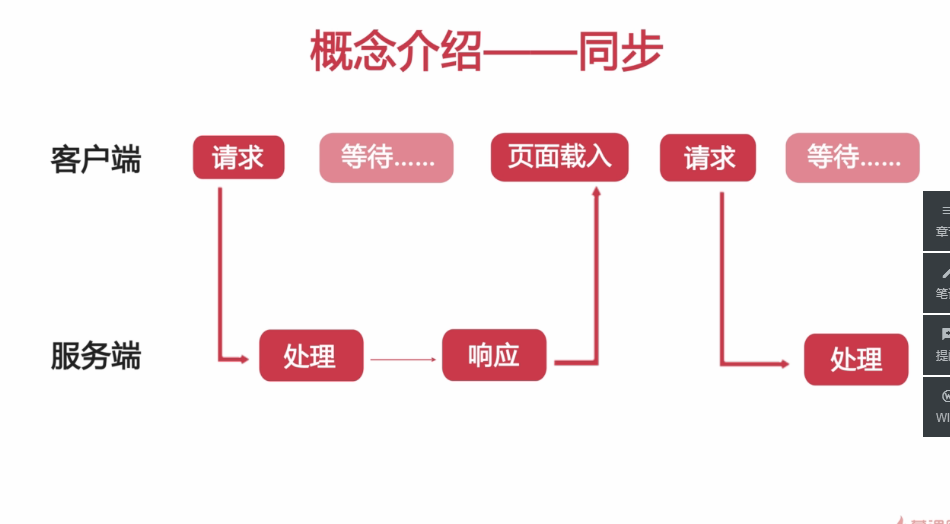 概念介绍——同步
客户端
请求
等待......
页面载入
请求
等待......
服务端
处理
响应
处理